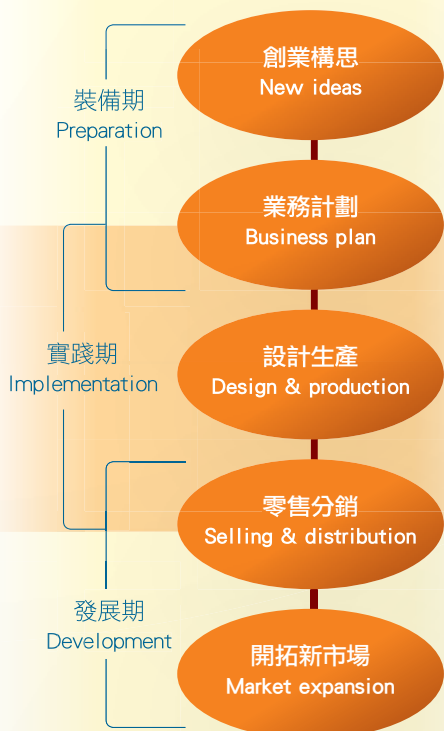 創業構思
New ideas
裝備期
Preparation
業務計劃
Business plan
實踐期
Implementation
設計生產
Design & production
零售分銷
Selling & distribution
發展期
Development
開拓新市場
Market expansion